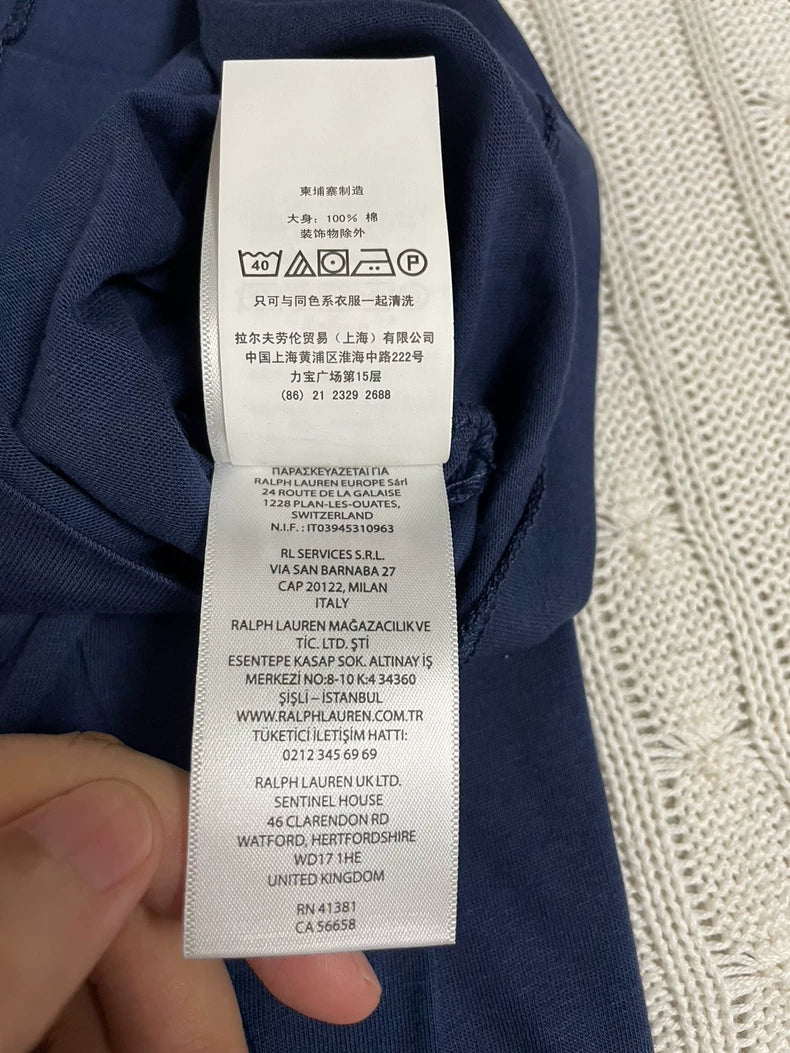 柬埔寨制造
大身：100% 棉
装饰物除外
40 P
只可与同色系衣服一起清洗
拉尔夫劳伦贸易（上海）有限公司
中国上海黄浦区淮海中路222号
力宝广场第15层
(86) 21 2329 2688
ΠΑΡΑΣΚΕΥΑΖΕΤΑΙ ΓΙΑ
RALPH LAUREN EUROPE Sárl
24 ROUTE DE LA GALAISE
1228 PLAN-LES-OUATES,
SWITZERLAND
N.I.F. : IT03945310963
RL SERVICES S.R.L.
VIA SAN BARNABA 27
CAP 20122, MILAN
ITALY
RALPH LAUREN MAĞAZACILIK VE
TİC. LTD. ŞTİ
ESENTEPE KASAP SOK. ALTINAY İŞ
MERKEZİ NO:8-10 K:4 34360
ŞİŞLİ – İSTANBUL
WWW.RALPHLAUREN.COM.TR
TÜKETİCİ İLETİŞİM HATTI:
0212 345 69 69
RALPH LAUREN UK LTD.
SENTINEL HOUSE
46 CLARENDON RD
WATFORD, HERTFORDSHIRE
WD17 1HE
UNITED KINGDOM
RN 41381
CA 56658